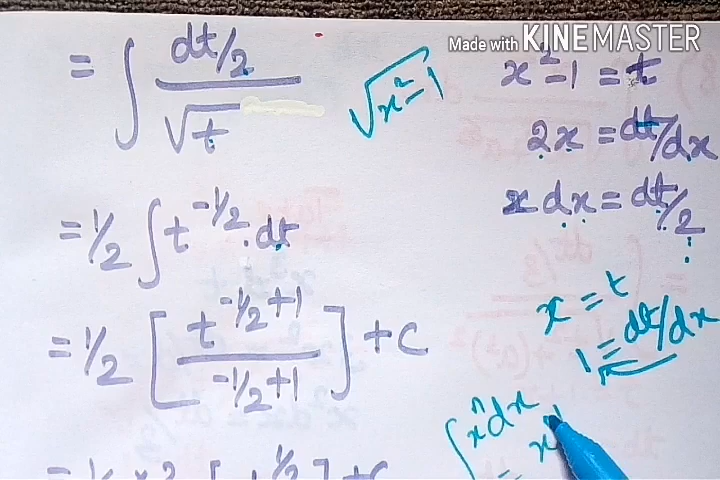 Made with KINEMASTER
= ∫ dt/2 / √t
√x²-1
x²-1 = t
2x = dt/dx
x dx = dt/2
= 1/2 ∫ t^-1/2 . dt
x = t
1 = dt/dx
= 1/2 [ t^-1/2+1 / -1/2+1 ] + C
∫ x^n dx